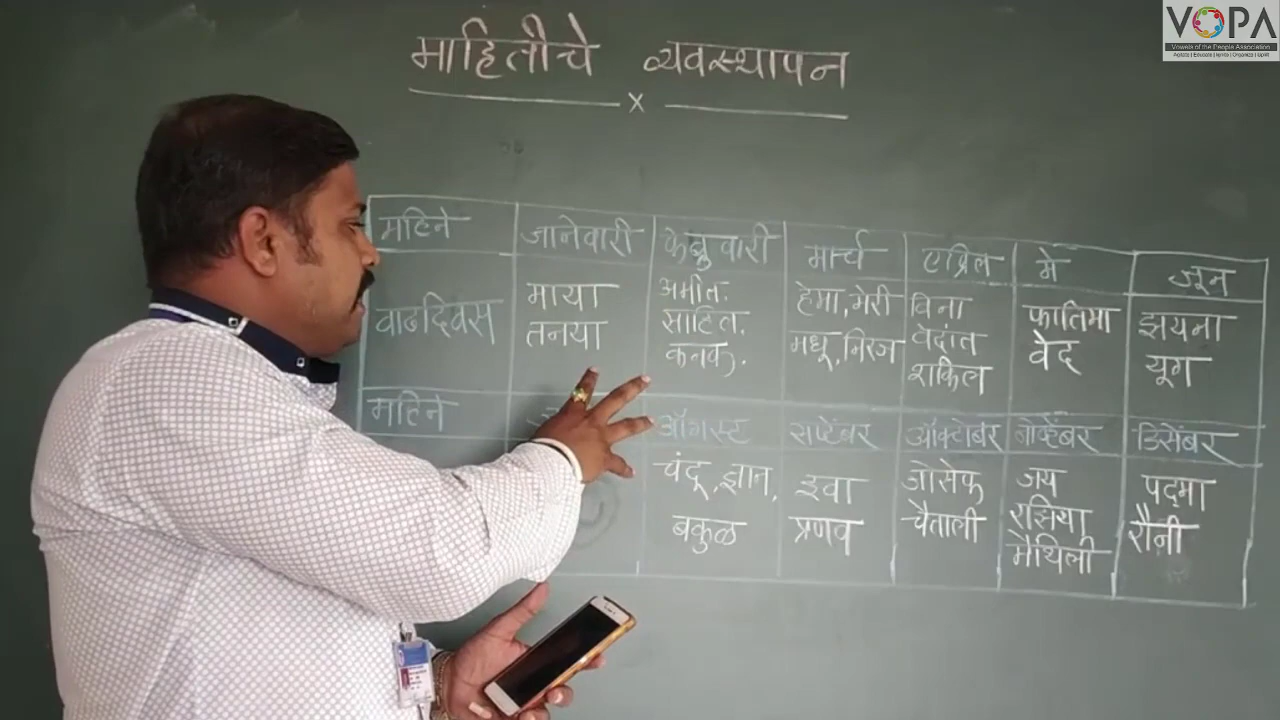 VOPA
Vowels of the People Association
माहितीचे व्यवस्थापन
x
महिने जानेवारी फेब्रुवारी मार्च एप्रिल मे जून
वाढदिवस माया अमीत. हेमा, मेरी विना फातिमा झयना
तनया साहित. मधू, निरज वेदांत वेद यूग
कनक. शकिल
महिने ऑगस्ट सप्टेंबर ऑक्टोबर नोव्हेंबर डिसेंबर
चंदू, ज्ञान, इवा जोसेफ जय पद्मा
बकुळ प्रणव चैताली रझिया रौनी
मैथिली